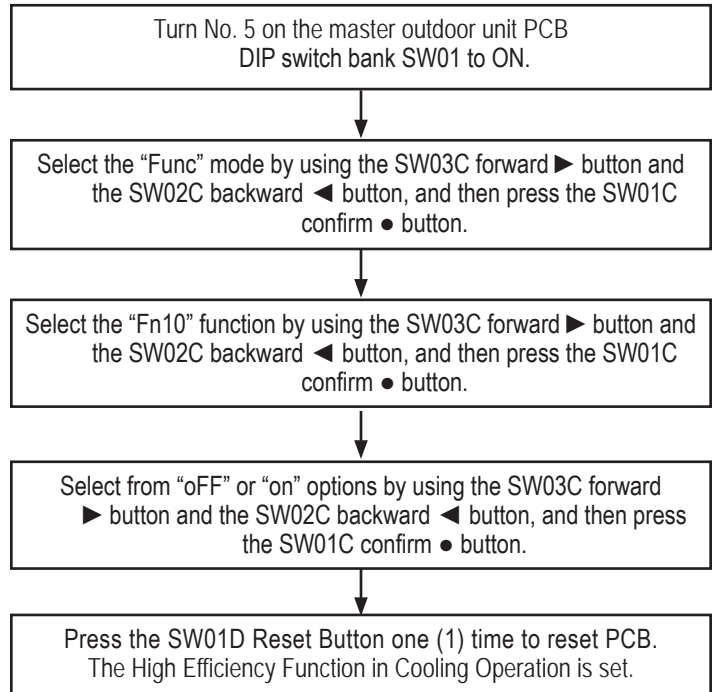 Turn No. 5 on the master outdoor unit PCB
DIP switch bank SW01 to ON.
Select the “Func” mode by using the SW03C forward ► button and
the SW02C backward ◄ button, and then press the SW01C
confirm ● button.
Select the “Fn10” function by using the SW03C forward ► button and
the SW02C backward ◄ button, and then press the SW01C
confirm ● button.
Select from “oFF” or “on” options by using the SW03C forward
► button and the SW02C backward ◄ button, and then press
the SW01C confirm ● button.
Press the SW01D Reset Button one (1) time to reset PCB.
The High Efficiency Function in Cooling Operation is set.